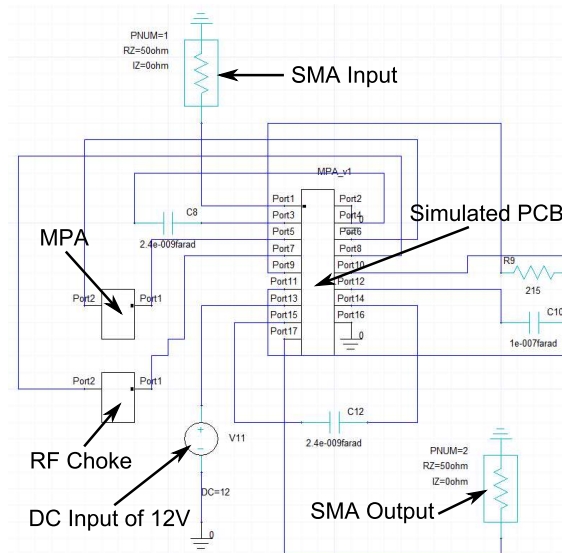 PNUM=1
RZ=50ohm
IZ=0ohm
SMA Input
MPA_v1
Port1
Port2
C8
Port3
Port4
0
Simulated PCB
2.4e-009farad
Port5
Port6
MPA
Port7
Port8
Port9
Port10
R9
Port11
Port12
215
Port2
Port1
Port13
Port14
C10
Port15
Port16
1e-007farad
Port17
0
Port2
Port1
C12
RF Choke
V11
2.4e-009farad
PNUM=2
RZ=50ohm
IZ=0ohm
DC=12
DC Input of 12V
SMA Output
0